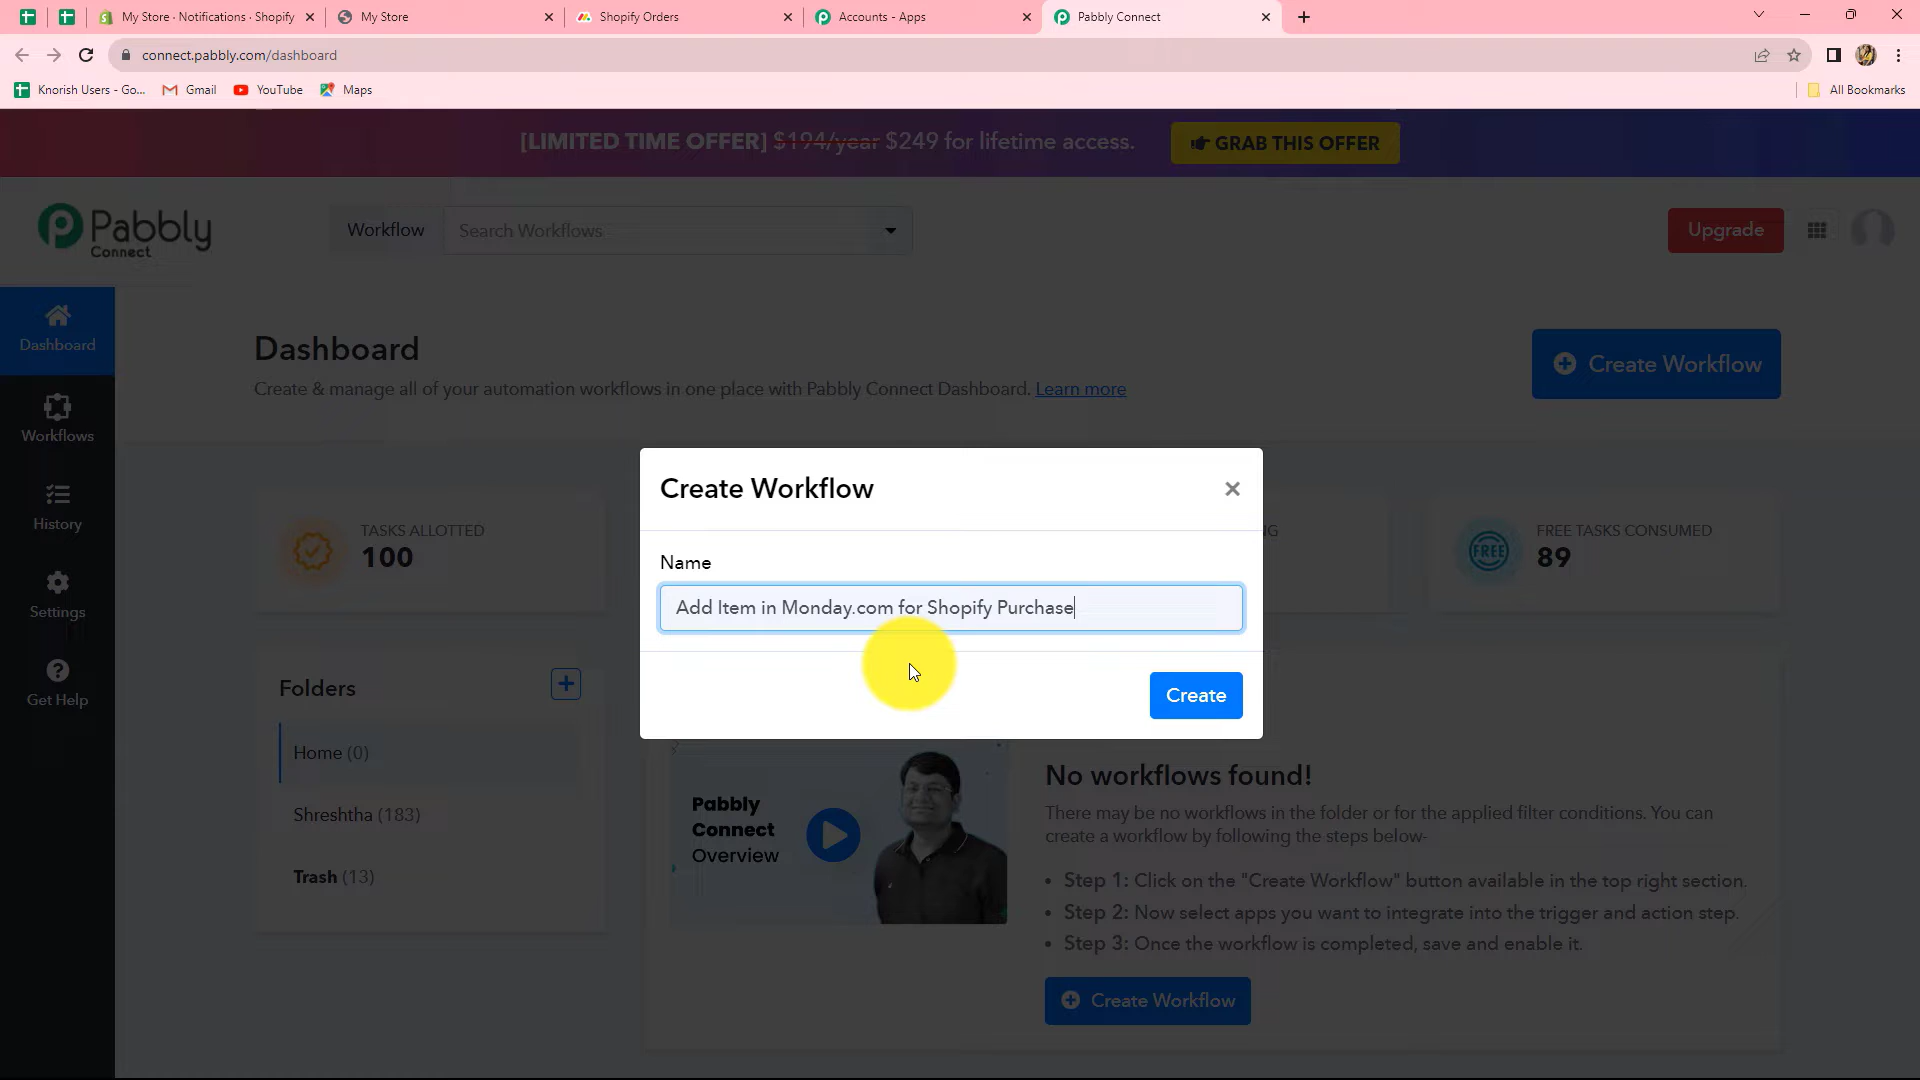 My Store · Notifications · Shopify
My Store
Shopify Orders
Accounts - Apps
Pabbly Connect
connect.pabbly.com/dashboard
Knorish Users - Go...
Gmail
YouTube
Maps
All Bookmarks
[LIMITED TIME OFFER] $194/year $249 for lifetime access.
GRAB THIS OFFER
Pabbly
Connect
Workflow
Search Workflows
Upgrade
Dashboard
Workflows
History
Settings
Get Help
Dashboard
Create & manage all of your automation workflows in one place with Pabbly Connect Dashboard. Learn more
Create Workflow
TASKS ALLOTTED
100
NG
FREE
FREE TASKS CONSUMED
89
Create Workflow
Name
Add Item in Monday.com for Shopify Purchase
Create
Folders
Home (0)
Shreshtha (183)
Trash (13)
Pabbly
Connect
Overview
No workflows found!
There may be no workflows in the folder or for the applied filter conditions. You can
create a workflow by following the steps below-
Step 1: Click on the "Create Workflow" button available in the top right section.
Step 2: Now select apps you want to integrate into the trigger and action step.
Step 3: Once the workflow is completed, save and enable it.
Create Workflow